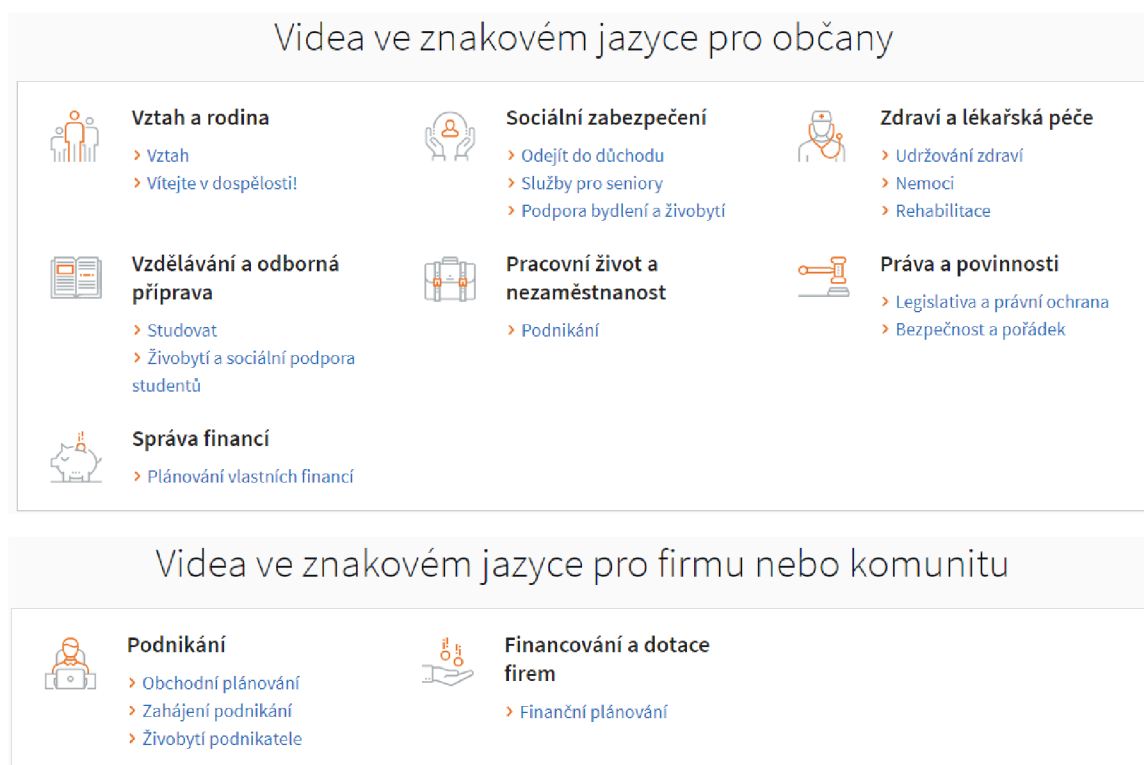 Videa ve znakovém jazyce pro občany
Vztah a rodina
Vztah
Vítejte v dospělosti!
Sociální zabezpečení
Odejít do důchodu
Služby pro seniory
Podpora bydlení a živobytí
Zdraví a lékařská péče
Udržování zdraví
Nemoci
Rehabilitace
Vzdělávání a odborná
příprava
Studovat
Živobytí a sociální podpora
studentů
Pracovní život a
nezaměstnanost
Podnikání
Práva a povinnosti
Legislativa a právní ochrana
Bezpečnost a pořádek
Správa financí
Plánování vlastních financí
Videa ve znakovém jazyce pro firmu nebo komunitu
Podnikání
Obchodní plánování
Zahájení podnikání
Živobytí podnikatele
Financování a dotace
firem
Finanční plánování